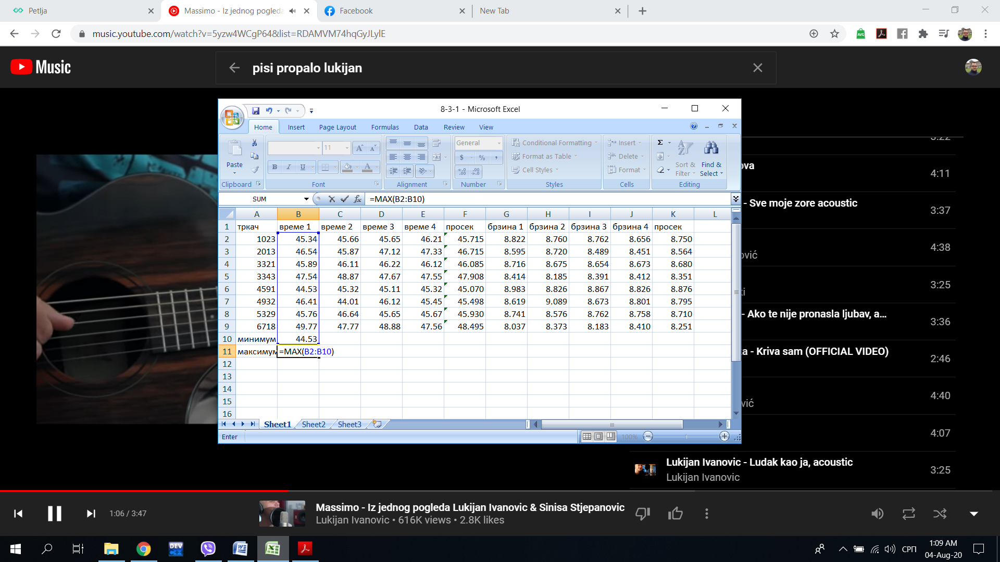 Petlja
Massimo - Iz jednog pogleda
Facebook
New Tab
music.youtube.com/watch?v=5yzw4WCgP64&list=RDAMVM74hqGyJLylE
AVG
Music
pisi propalo lukijan
8-3-1 - Microsoft Excel
Home Insert Page Layout Formulas Data Review View
Paste
11
General
Conditional Formatting
Format as Table
Cell Styles
Insert
Delete
Format
Sort & Filter
Find & Select
Clipboard Font Alignment Number Styles Cells Editing
SUM =MAX(B2:B10)
A B C D E F G H I J K L
1 тркач време 1 време 2 време 3 време 4 просек брзина 1 брзина 2 брзина 3 брзина 4 просек
2 1023 45.34 45.66 45.65 46.21 45.715 8.822 8.760 8.762 8.656 8.750
3 2013 46.54 45.87 47.12 47.33 46.715 8.595 8.720 8.489 8.451 8.564
4 3321 45.89 46.11 46.22 46.12 46.085 8.716 8.675 8.654 8.673 8.680
5 3343 47.54 48.87 47.67 47.55 47.908 8.414 8.185 8.391 8.412 8.351
6 4591 44.53 45.32 45.11 45.32 45.070 8.983 8.826 8.867 8.826 8.876
7 4932 46.41 44.01 46.12 45.45 45.498 8.619 9.089 8.673 8.801 8.795
8 5329 45.76 46.64 45.65 45.67 45.930 8.741 8.576 8.762 8.758 8.710
9 6718 49.77 47.77 48.88 47.56 48.495 8.037 8.373 8.183 8.410 8.251
10 минимум 44.53
11 максимум =MAX(B2:B10)
12
13
14
15
16
Sheet1 Sheet2 Sheet3
Enter
100%
3:22
ova
4:11
- Sve moje zore acoustic
3:37
ović
4:38
ki
3:25
- Ako te nije pronasla ljubav, a...
3:36
ka - Kriva sam (OFFICIAL VIDEO)
2:46
vić
4:40
4:07
Lukijan Ivanovic - Ludak kao ja, acoustic
Lukijan Ivanovic
3:25
1:06 / 3:47
Massimo - Iz jednog pogleda Lukijan Ivanovic & Sinisa Stjepanovic
Lukijan Ivanovic • 616K views • 2.8K likes
DEV
СРП
1:09 AM
04-Aug-20